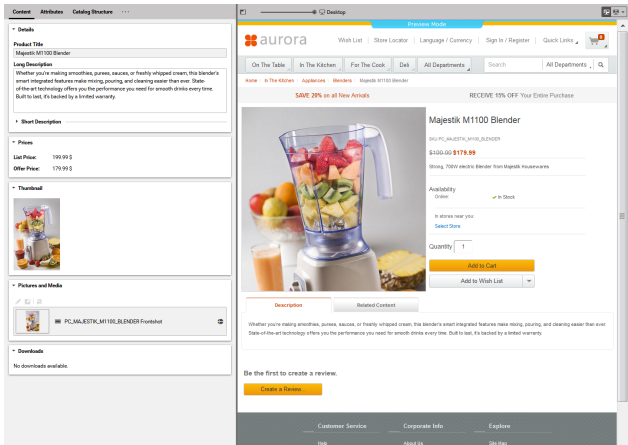 Content
Attributes
Catalog Structure
Details
Product Title
Majestik M1100 Blender
Long Description
Whether you're making smoothies, purees, sauces, or freshly whipped cream, this blender's
smart integrated features make mixing, pouring, and cleaning easier than ever. State-
of-the-art technology offers you the performance you need for smooth drinks every time.
Built to last, it's backed by a limited warranty.
Short Description
Prices
List Price: 199.99 $
Offer Price: 179.99 $
Thumbnail
Pictures and Media
PC_MAJESTIK_M1100_BLENDER Frontshot
Downloads
No downloads available.
Desktop
Preview Mode
aurora
Wish List
Store Locator
Language / Currency
Sign In / Register
Quick Links
0
On The Table
In The Kitchen
For The Cook
Deli
All Departments
Search
All Departments
Home
In The Kitchen
Appliances
Blenders
Majestik M1100 Blender
SAVE 20% on all New Arrivals
RECEIVE 15% OFF Your Entire Purchase
Majestik M1100 Blender
SKU PC_MAJESTIK_M1100_BLENDER
$179.99
Strong, 700W electric Blender from Majestik Housewares
Availability
Online:
In Stock
In stores near you:
Select Store
Quantity
1
Add to Cart
Add to Wish List
Description
Related Content
Whether you're making smoothies, purees, sauces, or freshly whipped cream, this blender's smart integrated features make mixing, pouring, and cleaning easier than ever.
State-of-the-art technology offers you the performance you need for smooth drinks every time. Built to last, it's backed by a limited warranty.
Be the first to create a review.
Create a Review...
Customer Service
Corporate Info
Explore
Help
About Us
Site Map